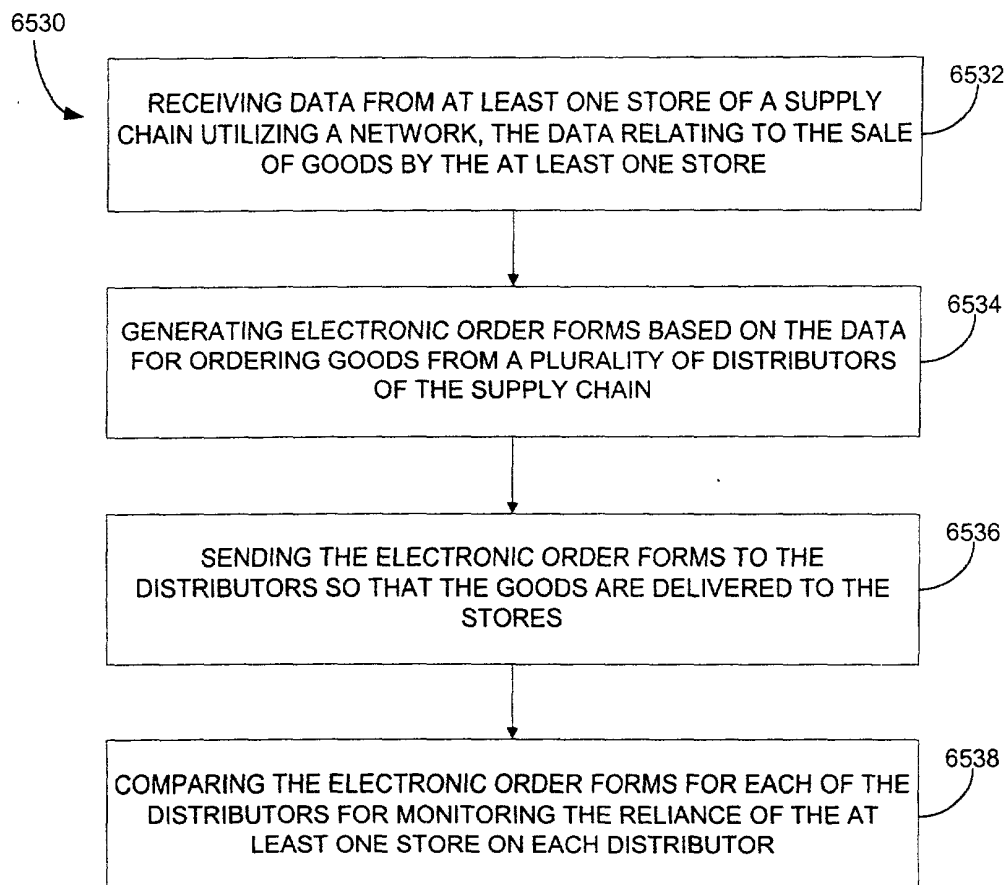 6530
6532
RECEIVING DATA FROM AT LEAST ONE STORE OF A SUPPLY
CHAIN UTILIZING A NETWORK, THE DATA RELATING TO THE SALE
OF GOODS BY THE AT LEAST ONE STORE
6534
GENERATING ELECTRONIC ORDER FORMS BASED ON THE DATA
FOR ORDERING GOODS FROM A PLURALITY OF DISTRIBUTORS
OF THE SUPPLY CHAIN
6536
SENDING THE ELECTRONIC ORDER FORMS TO THE
DISTRIBUTORS SO THAT THE GOODS ARE DELIVERED TO THE
STORES
6538
COMPARING THE ELECTRONIC ORDER FORMS FOR EACH OF THE
DISTRIBUTORS FOR MONITORING THE RELIANCE OF THE AT
LEAST ONE STORE ON EACH DISTRIBUTOR